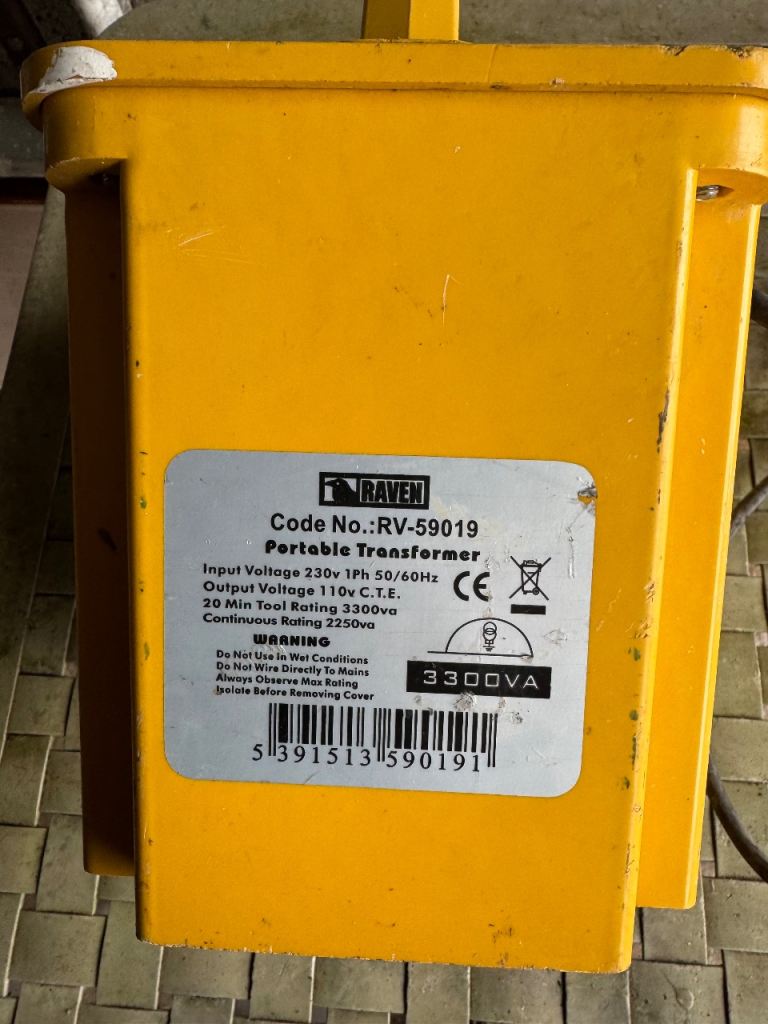 RAVEN
Code No.:RV-59019
Portable Transformer
Input Voltage 230v 1Ph 50/60Hz
Output Voltage 110v C.T.E.
20 Min Tool Rating 3300va
Continuous Rating 2250va
CE
WARNING
Do Not Use In Wet Conditions
Do Not Wire Directly To Mains
Always Observe Max Rating
Isolate Before Removing Cover
3300VA
5 391513 590191